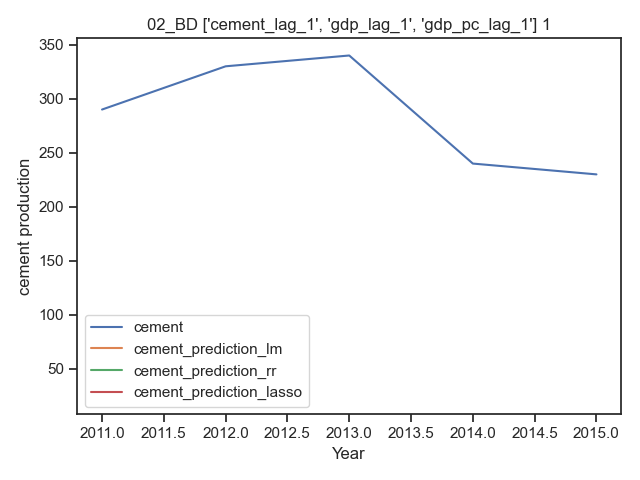 02_BD ['cement_lag_1', 'gdp_lag_1', 'gdp_pc_lag_1'] 1
350
300
250
200
150
100
50
cement production
cement
cement_prediction_lm
cement_prediction_rr
cement_prediction_lasso
2011.0 2011.5 2012.0 2012.5 2013.0 2013.5 2014.0 2014.5 2015.0
Year